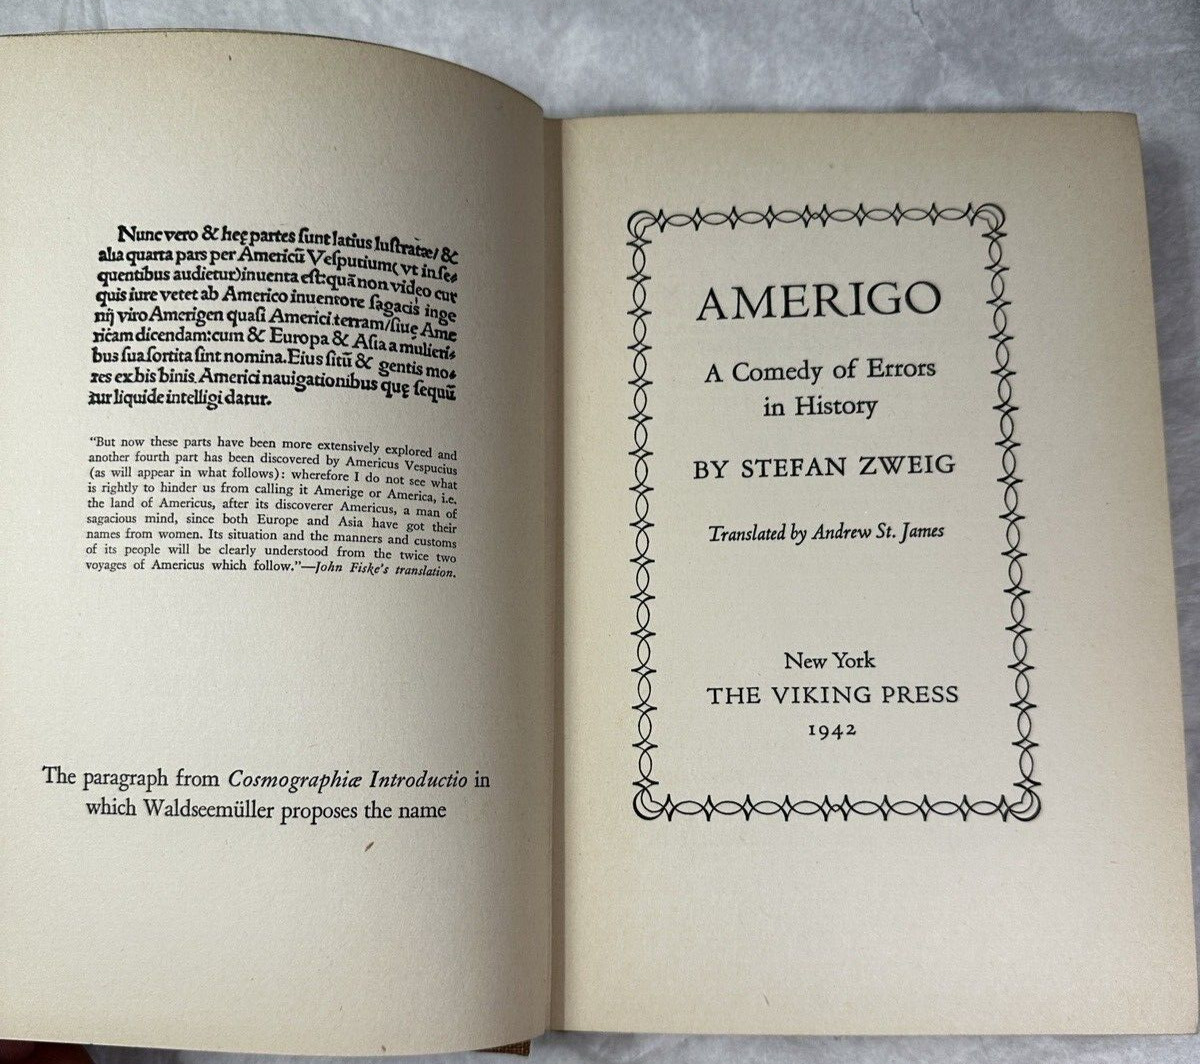 Nunc vero & hęe partes ſunt latius luſtratæ/ &
alia quarta pars per Americū Veſputium( vt in ſe⸗
quentibus audietur)inuenta eſt:quā non video cur
quis iure vetet ab Americo inuentore ſagacis inge
nij viro Amerigen quaſi Americi terram/ſiue Ame
ricam dicendam:cum & Europa & Aſia a mulieri⸗
bus ſua ſortita ſint nomina. Eius ſitū & gentis mo⸗
res ex bis binis Americi nauigationibus quę ſequū
tur liquide intelligi datur.
"But now these parts have been more extensively explored and
another fourth part has been discovered by Americus Vespucius
(as will appear in what follows): wherefore I do not see what
is rightly to hinder us from calling it Amerige or America, i.e.
the land of Americus, after its discoverer Americus, a man of
sagacious mind, since both Europe and Asia have got their
names from women. Its situation and the manners and customs
of its people will be clearly understood from the twice two
voyages of Americus which follow."—John Fiske's translation.
The paragraph from Cosmographiæ Introductio in
which Waldseemüller proposes the name
AMERIGO
A Comedy of Errors
in History
BY STEFAN ZWEIG
Translated by Andrew St. James
New York
THE VIKING PRESS
1942